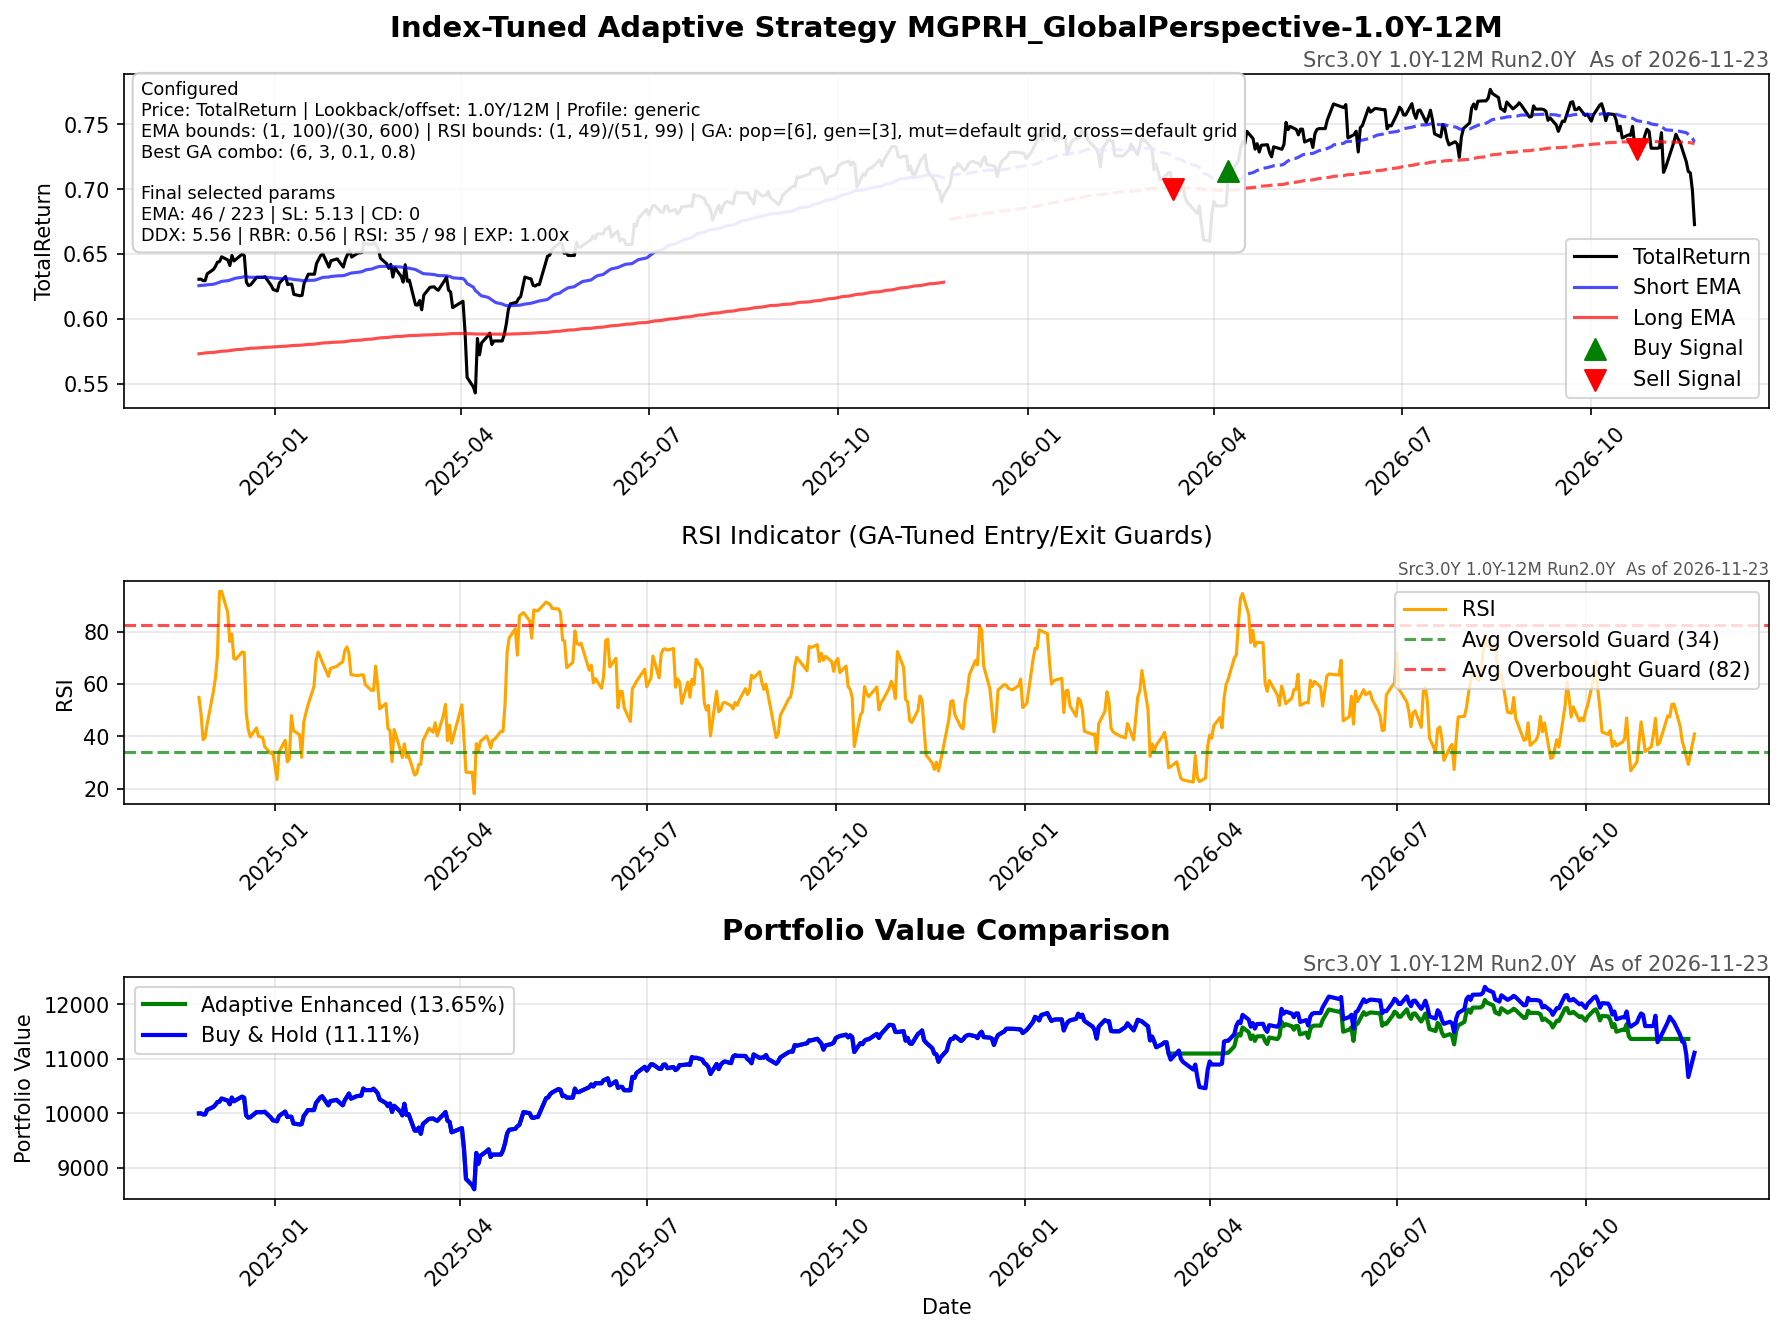 Index-Tuned Adaptive Strategy MGPRH_GlobalPerspective-1.0Y-12M
Src3.0Y 1.0Y-12M Run2.0Y  As of 2026-11-23
Configured
Price: TotalReturn | Lookback/offset: 1.0Y/12M | Profile: generic
EMA bounds: (1, 100)/(30, 600) | RSI bounds: (1, 49)/(51, 99) | GA: pop=[6], gen=[3], mut=default grid, cross=default grid
Best GA combo: (6, 3, 0.1, 0.8)
Final selected params
EMA: 46 / 223 | SL: 5.13 | CD: 0
DDX: 5.56 | RBR: 0.56 | RSI: 35 / 98 | EXP: 1.00x
TotalReturn
0.75
0.70
0.65
0.60
0.55
TotalReturn
Short EMA
Long EMA
Buy Signal
Sell Signal
2025-01
2025-04
2025-07
2025-10
2026-01
2026-04
2026-07
2026-10
RSI Indicator (GA-Tuned Entry/Exit Guards)
Src3.0Y 1.0Y-12M Run2.0Y  As of 2026-11-23
RSI
80
60
40
20
RSI
Avg Oversold Guard (34)
Avg Overbought Guard (82)
2025-01
2025-04
2025-07
2025-10
2026-01
2026-04
2026-07
2026-10
Portfolio Value Comparison
Src3.0Y 1.0Y-12M Run2.0Y  As of 2026-11-23
Portfolio Value
12000
11000
10000
9000
Adaptive Enhanced (13.65%)
Buy & Hold (11.11%)
2025-01
2025-04
2025-07
2025-10
2026-01
2026-04
2026-07
2026-10
Date